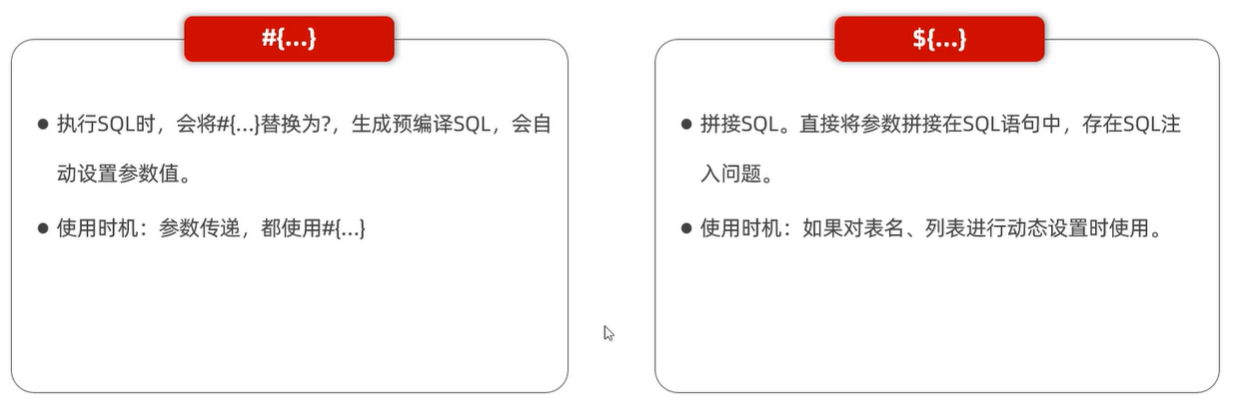 #{...}
● 执行SQL时，会将#{...}替换为?，生成预编译SQL，会自
动设置参数值。
● 使用时机：参数传递，都使用#{...}
${...}
● 拼接SQL。直接将参数拼接在SQL语句中，存在SQL注
入问题。
● 使用时机：如果对表名、列表进行动态设置时使用。